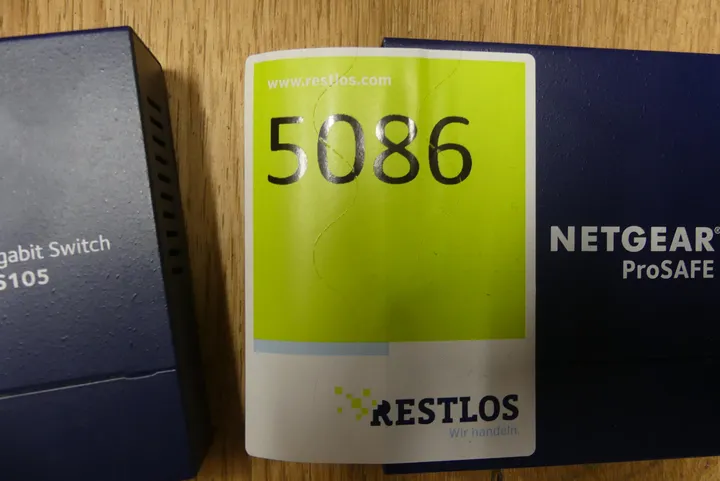 gabit Switch
S105
www.restlos.com
5086
RESTLOS
Wir handeln.
NETGEAR®
ProSAFE